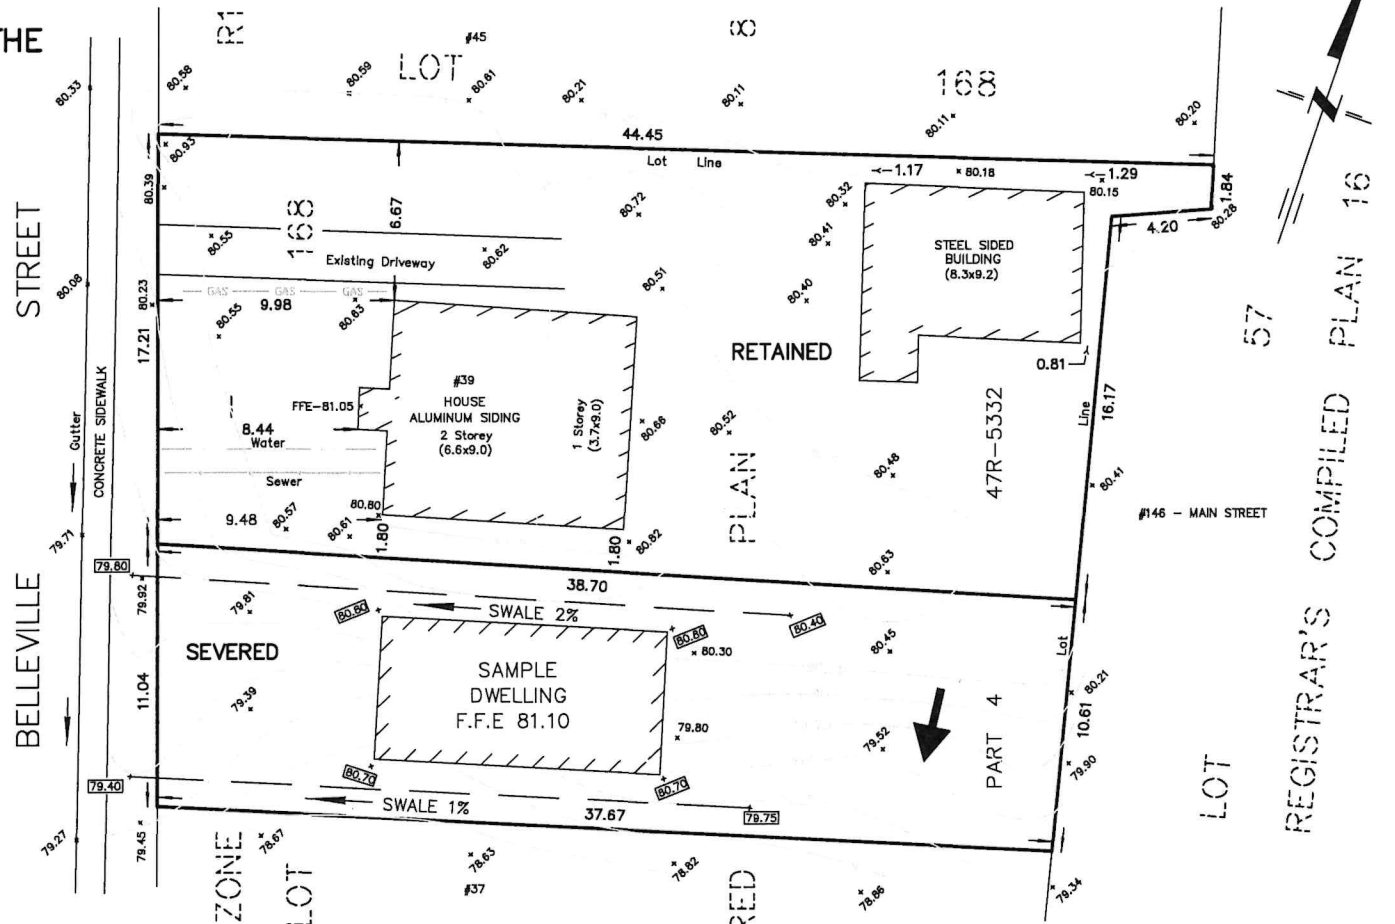 THE
R1
LOT
#45
8
168
80.33
80.58
80.59
80.61
80.21
80.11
80.11
80.20
44.45
Lot Line
80.93
80.39
1.17
80.18
1.29
80.15
1.84
80.28
4.20
168
6.67
80.72
80.32
80.41
80.55
80.62
Existing Driveway
80.51
80.40
STEEL SIDED
BUILDING
(8.3x9.2)
STREET
80.08
80.23
GAS GAS GAS
9.98
80.55
80.63
17.21
RETAINED
0.81
57
PLAN 16
#39
HOUSE
ALUMINUM SIDING
2 Storey
(6.6x9.0)
1 Storey
(3.7x9.0)
FFE-81.05
8.44
Water
Sewer
80.66
80.52
80.48
47R-5332
Line
16.17
80.41
Gutter
CONCRETE SIDEWALK
PLAN
#146 - MAIN STREET
COMPILED
9.48
80.57
80.61
80.80
1.80
1.80
80.82
80.63
79.71
79.80
38.70
79.92
79.81
80.80
SWALE 2%
80.80
80.30
80.40
80.45
Lot
BELLEVILLE
SEVERED
SAMPLE
DWELLING
F.F.E 81.10
11.04
79.39
79.80
79.52
PART 4
80.21
10.61
79.90
REGISTRAR'S
LOT
79.40
80.70
80.70
SWALE 1%
37.67
79.75
79.27
79.45
ZONE
LOT
78.67
78.63
#37
78.82
RED
78.86
79.34